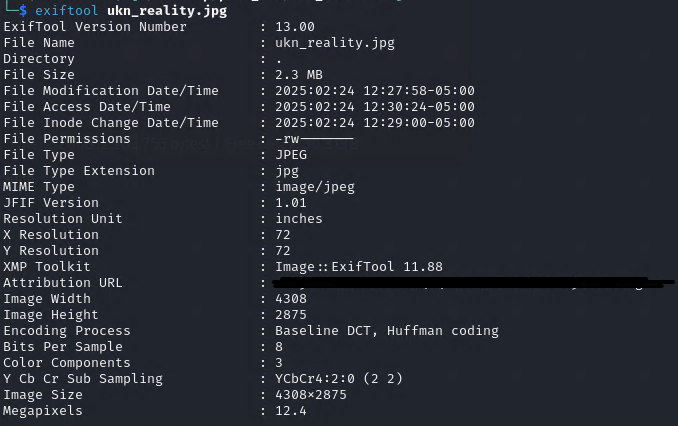 └─$ exiftool ukn_reality.jpg
ExifTool Version Number : 13.00
File Name : ukn_reality.jpg
Directory : .
File Size : 2.3 MB
File Modification Date/Time : 2025:02:24 12:27:58-05:00
File Access Date/Time : 2025:02:24 12:30:24-05:00
File Inode Change Date/Time : 2025:02:24 12:29:00-05:00
File Permissions : -rw-------
File Type : JPEG
File Type Extension : jpg
MIME Type : image/jpeg
JFIF Version : 1.01
Resolution Unit : inches
X Resolution : 72
Y Resolution : 72
XMP Toolkit : Image::ExifTool 11.88
Attribution URL :
Image Width : 4308
Image Height : 2875
Encoding Process : Baseline DCT, Huffman coding
Bits Per Sample : 8
Color Components : 3
Y Cb Cr Sub Sampling : YCbCr4:2:0 (2 2)
Image Size : 4308×2875
Megapixels : 12.4